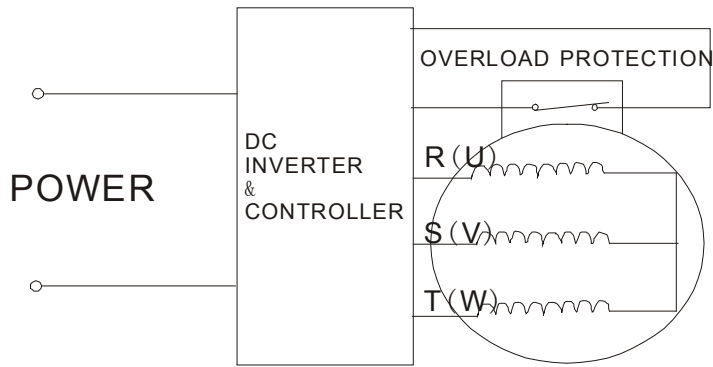 OVERLOAD PROTECTION
DC
INVERTER
&
CONTROLLER
POWER
R(U)
S(V)
T(W)